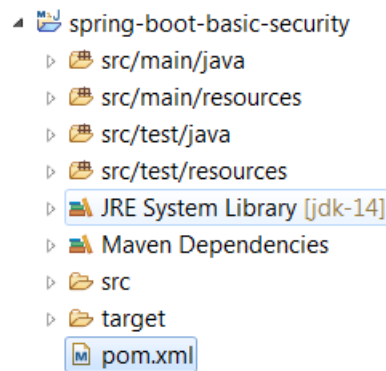 spring-boot-basic-security
src/main/java
src/main/resources
src/test/java
src/test/resources
JRE System Library [jdk-14]
Maven Dependencies
src
target
pom.xml